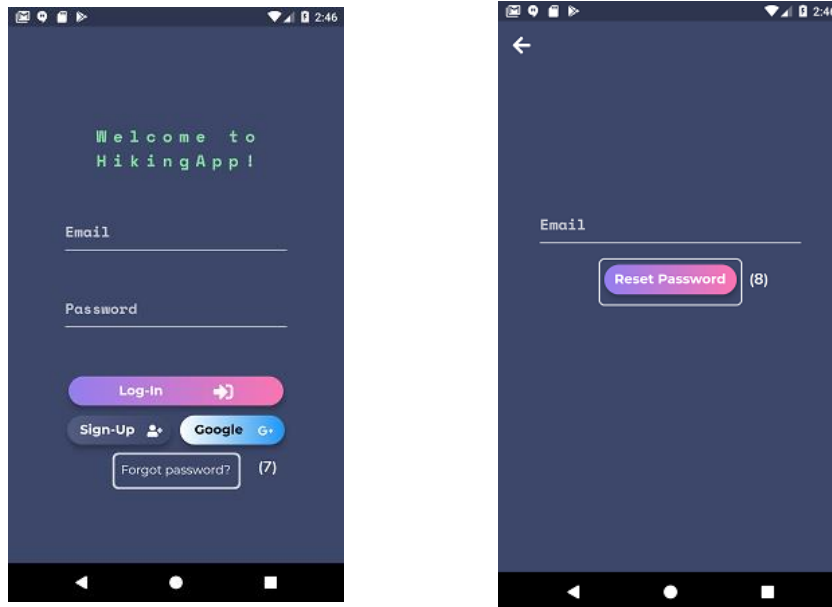 2:46
Welcome to
HikingApp!
Email
Password
Log-In
Sign-Up
Google G+
Forgot password? (7)
2:46
Email
Reset Password (8)